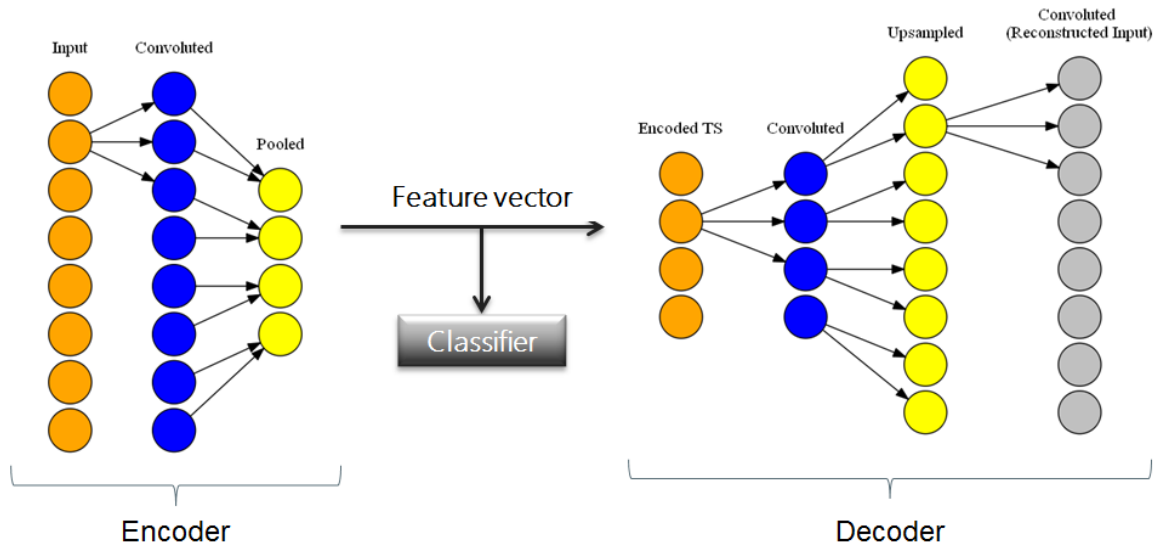 Input
Convoluted
Pooled
Encoder
Feature vector
Classifier
Encoded TS
Convoluted
Upsampled
Convoluted
(Reconstructed Input)
Decoder